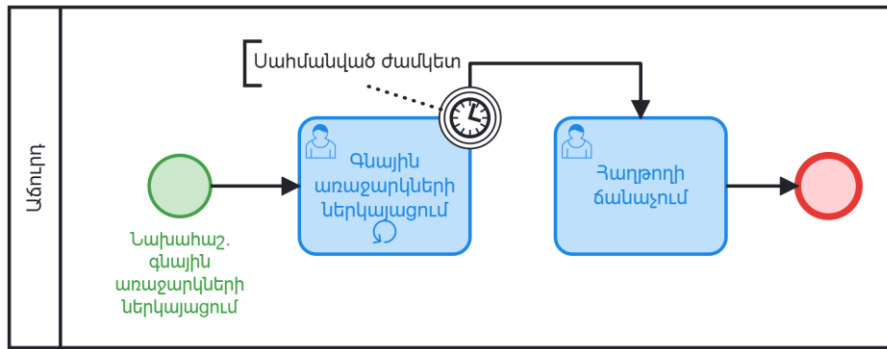 Աճուրդ
Սահմանված ժամկետ
Նախահաշ.
գնային
առաջարկների
ներկայացում
Գնային
առաջարկների
ներկայացում
Հաղթողի
ճանաչում